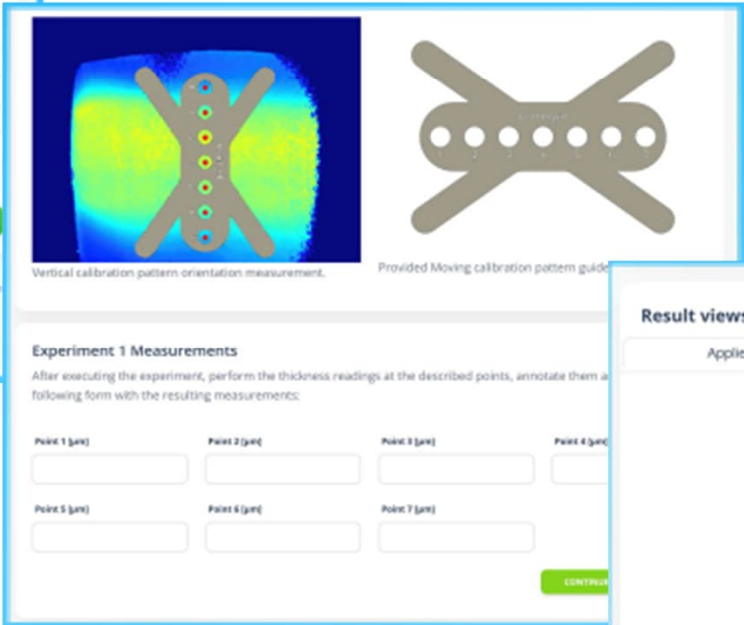 Vertical calibration pattern orientation measurement.
Provided Moving calibration pattern guide
Result views
Applie
Experiment 1 Measurements
After executing the experiment, perform the thickness readings at the described points, annotate them a
following form with the resulting measurements:
Point 1 [μm]
Point 2 [μm]
Point 3 [μm]
Point 4 [μm]
Point 5 [μm]
Point 6 [μm]
Point 7 [μm]
CONTINUE